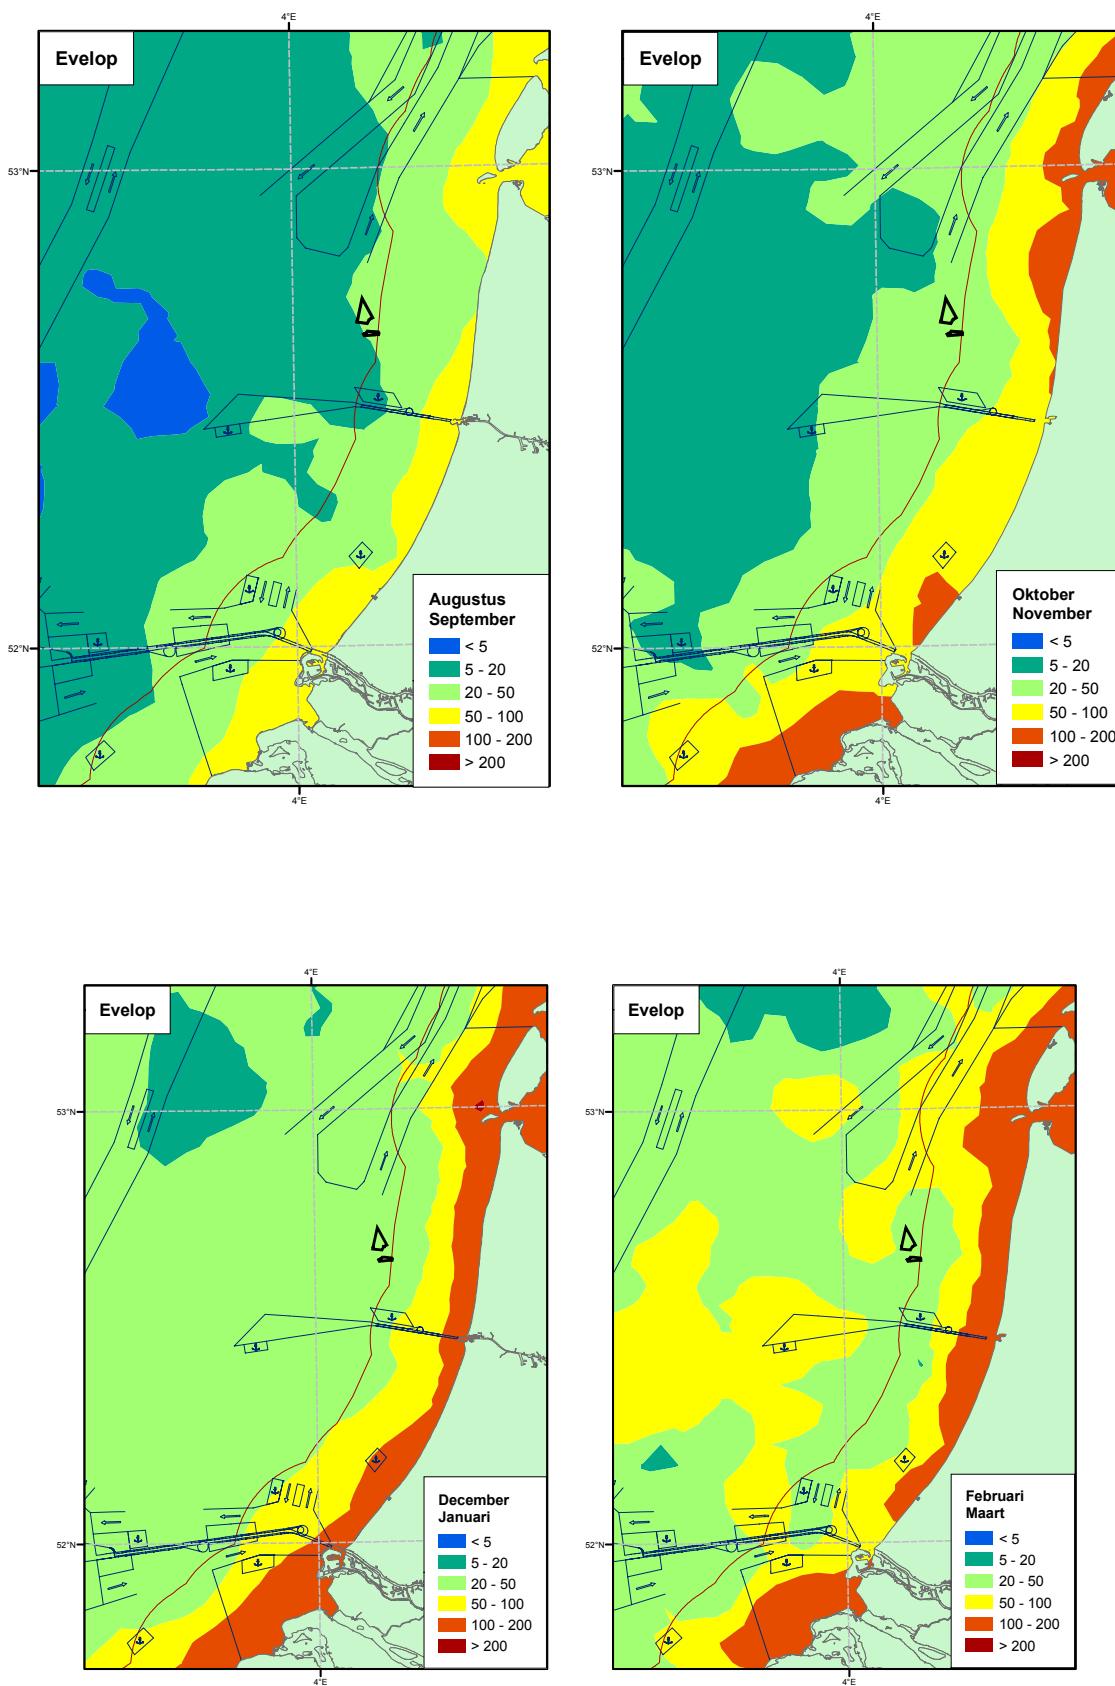 4°E
4°E
Evelop
Evelop
53°N
53°N
Augustus
September
< 5
5 - 20
20 - 50
50 - 100
100 - 200
> 200
Oktober
November
< 5
5 - 20
20 - 50
50 - 100
100 - 200
> 200
52°N
52°N
4°E
4°E
4°E
4°E
Evelop
Evelop
53°N
53°N
December
Januari
< 5
5 - 20
20 - 50
50 - 100
100 - 200
> 200
Februari
Maart
< 5
5 - 20
20 - 50
50 - 100
100 - 200
> 200
52°N
52°N
4°E
4°E